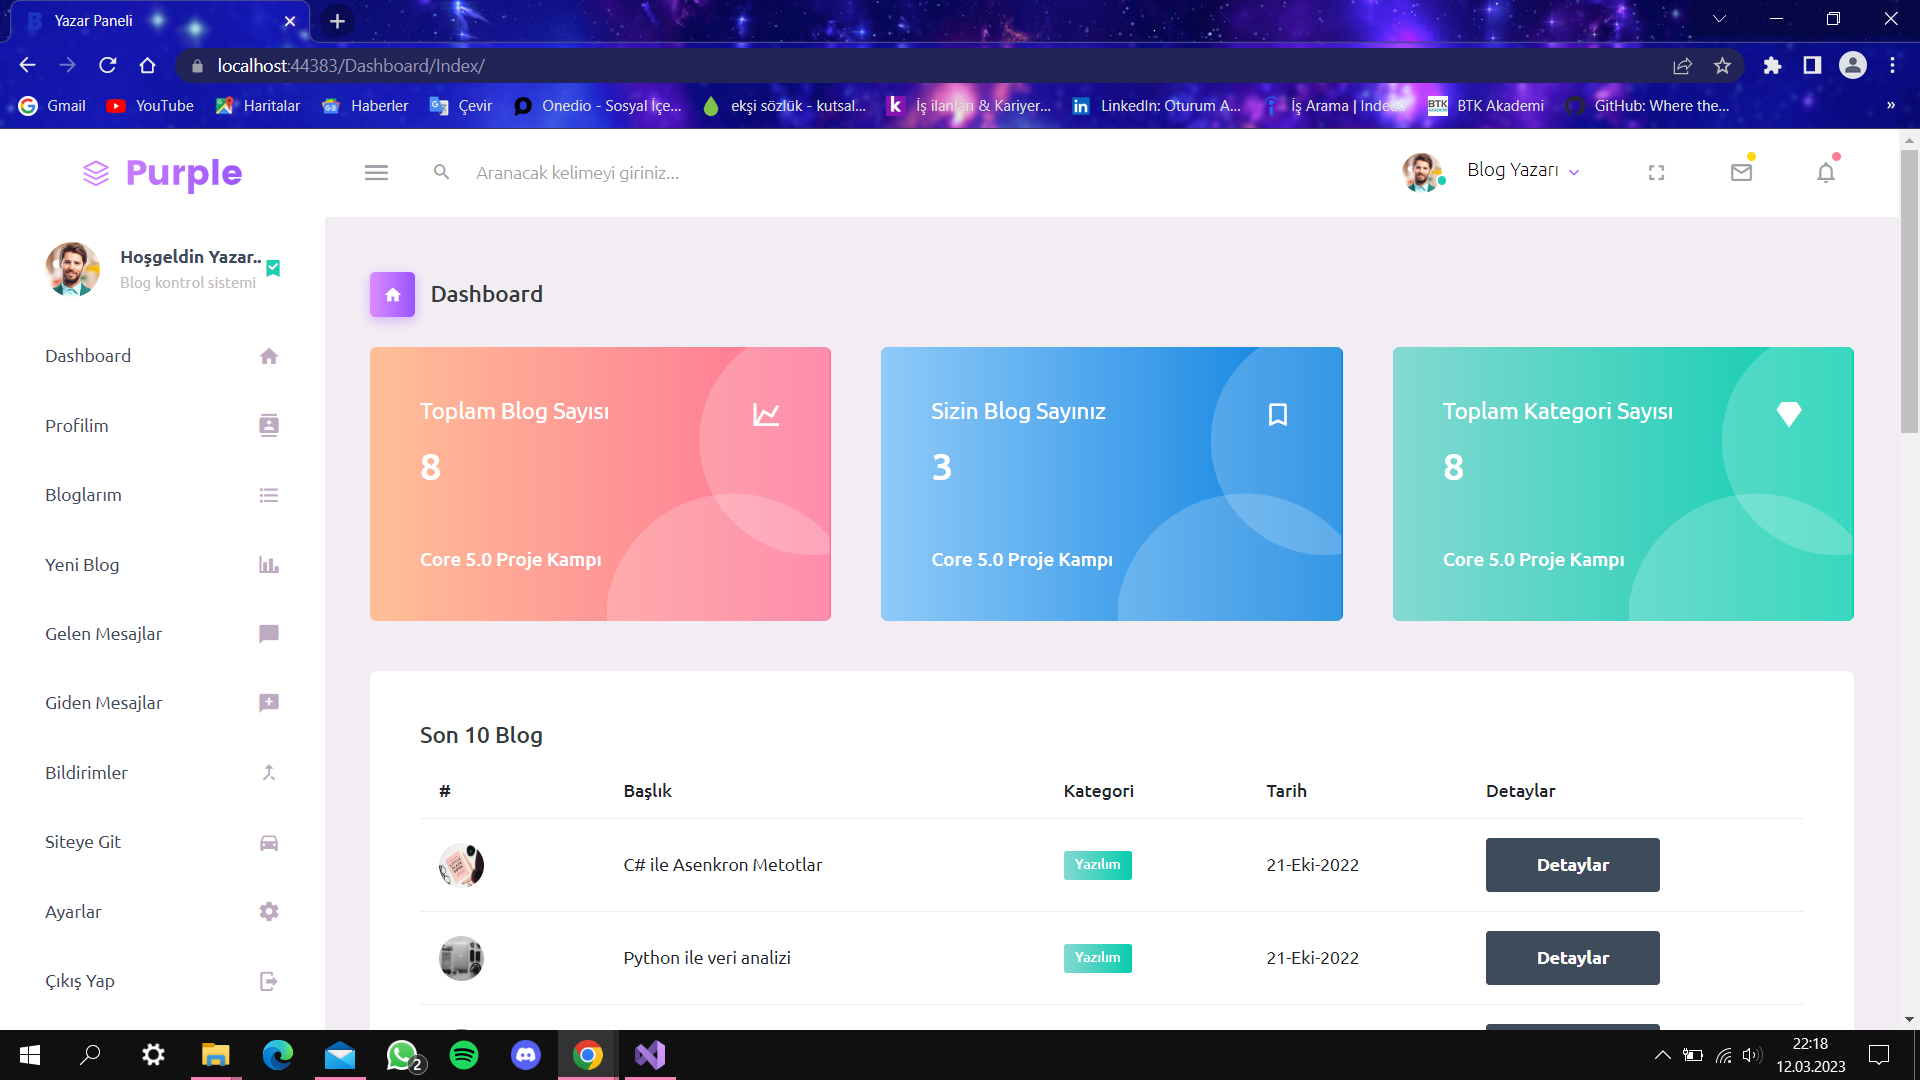 Yazar Paneli
localhost:44383/Dashboard/Index/
Gmail YouTube Haritalar Haberler Çevir Onedio - Sosyal İçe... ekşi sözlük - kutsal... İş ilanları & Kariyer... LinkedIn: Oturum A... İş Arama | Indeed BTK Akademi GitHub: Where the... »
Purple
Aranacak kelimeyi giriniz...
Blog Yazarı
Hoşgeldin Yazar..
Blog kontrol sistemi
Dashboard
Profilim
Bloglarım
Yeni Blog
Gelen Mesajlar
Giden Mesajlar
Bildirimler
Siteye Git
Ayarlar
Çıkış Yap
Dashboard
Toplam Blog Sayısı
8
Core 5.0 Proje Kampı
Sizin Blog Sayınız
3
Core 5.0 Proje Kampı
Toplam Kategori Sayısı
8
Core 5.0 Proje Kampı
Son 10 Blog
# Başlık Kategori Tarih Detaylar
C# ile Asenkron Metotlar Yazılım 21-Eki-2022 Detaylar
Python ile veri analizi Yazılım 21-Eki-2022 Detaylar
2
22:18
12.03.2023